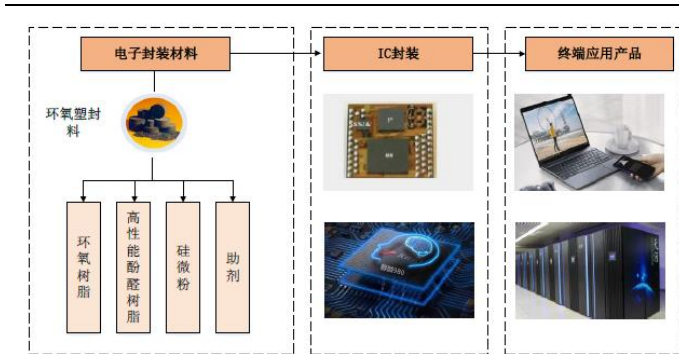 电子封装材料
IC封装
终端应用产品
环氧塑封
料
环氧树脂
高性能酚醛树脂
硅微粉
助剂